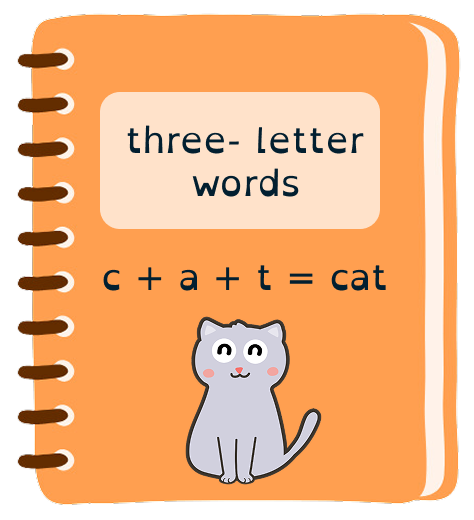 three- letter
words
c + a + t = cat